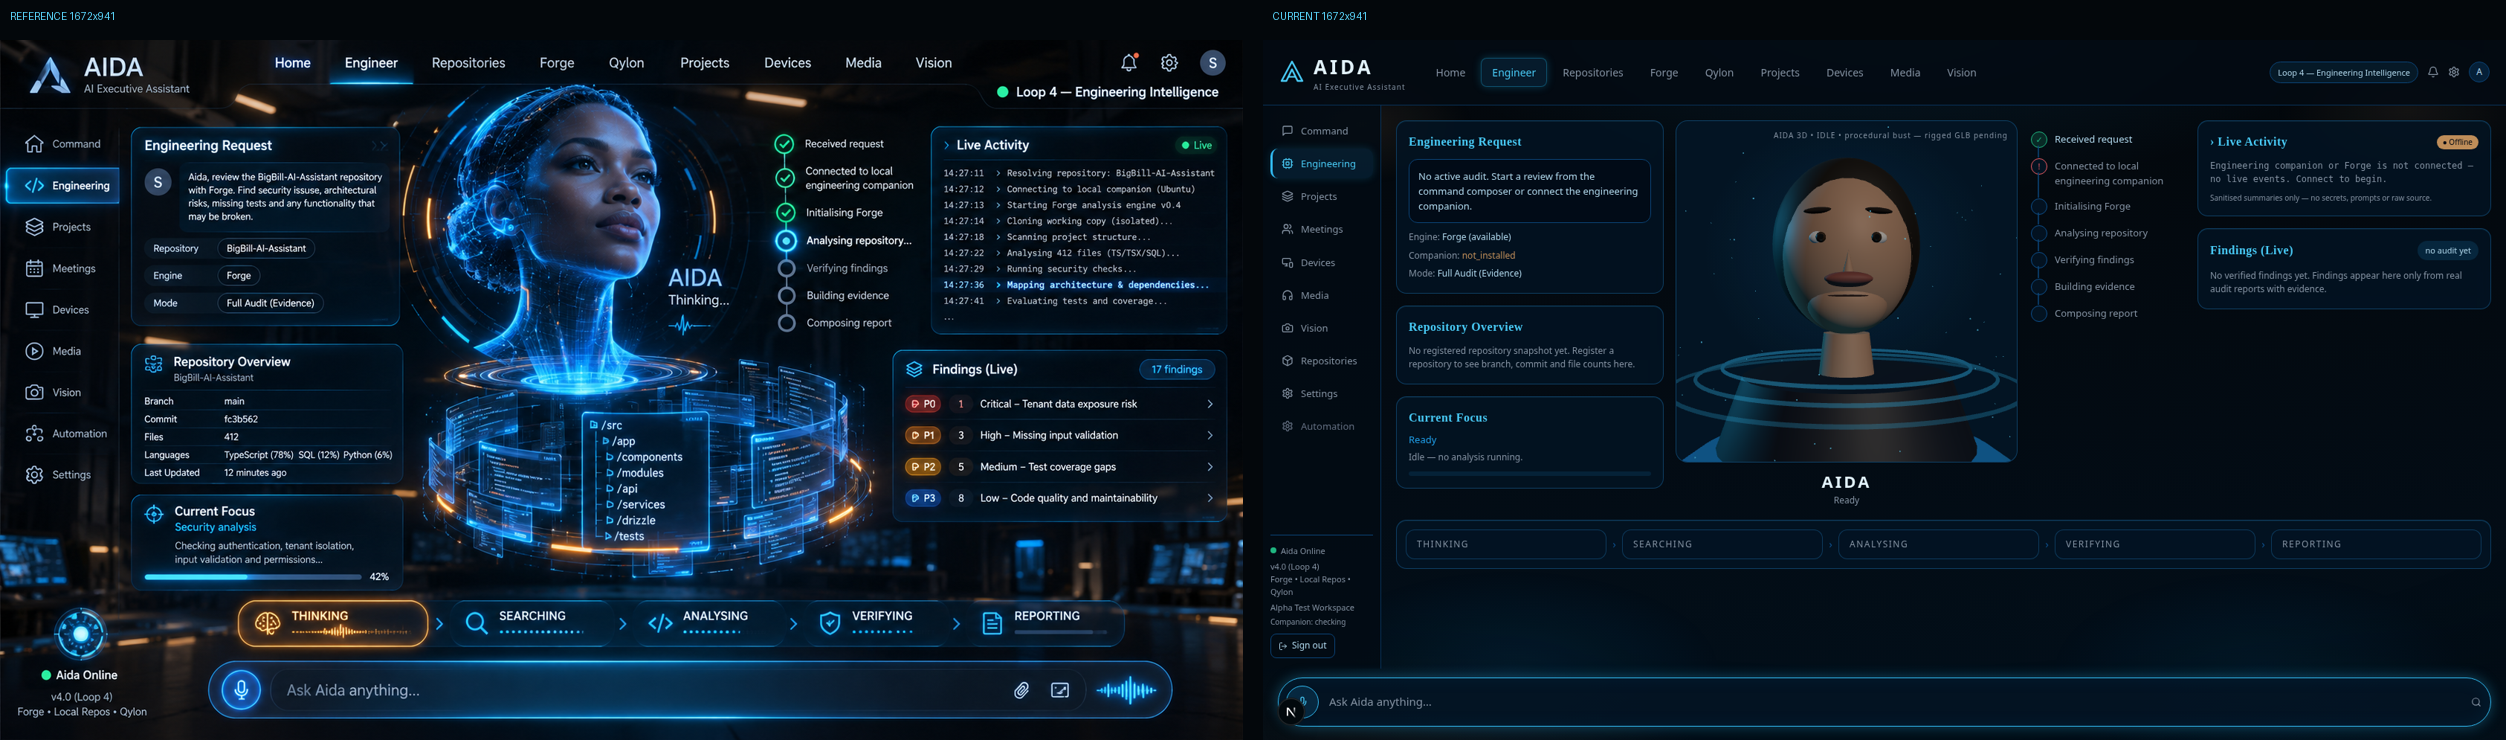 REFERENCE 1672x941
AIDA
AI Executive Assistant
Home
Engineer
Repositories
Forge
Qylon
Projects
Devices
Media
Vision
S
Loop 4 — Engineering Intelligence
Command
Engineering
Projects
Meetings
Devices
Media
Vision
Automation
Settings
Engineering Request
S
Aida, review the BigBill-AI-Assistant repository
with Forge. Find security issuse, architectural
risks, missing tests and any functionality that
may be broken.
Repository BigBill-AI-Assistant
Engine Forge
Mode Full Audit (Evidence)
Repository Overview
BigBill-AI-Assistant
Branch main
Commit fc3b562
Files 412
Languages TypeScript (78%) SQL (12%) Python (6%)
Last Updated 12 minutes ago
Current Focus
Security analysis
Checking authentication, tenant isolation,
input validation and permissions...
42%
AIDA
Thinking...
/src
/app
/components
/modules
/api
/services
/drizzle
/tests
Received request
Connected to local
engineering companion
Initialising Forge
Analysing repository...
Verifying findings
Building evidence
Composing report
› Live Activity
Live
14:27:11 › Resolving repository: BigBill-AI-Assistant
14:27:12 › Connecting to local companion (Ubuntu)
14:27:13 › Starting Forge analysis engine v0.4
14:27:14 › Cloning working copy (isolated)...
14:27:18 › Scanning project structure...
14:27:22 › Analysing 412 files (TS/TSX/SQL)...
14:27:29 › Running security checks...
14:27:36 › Mapping architecture & dependencies...
14:27:41 › Evaluating tests and coverage...
...
Findings (Live)
17 findings
P0 1 Critical – Tenant data exposure risk
P1 3 High – Missing input validation
P2 5 Medium – Test coverage gaps
P3 8 Low – Code quality and maintainability
THINKING
SEARCHING
ANALYSING
VERIFYING
REPORTING
Aida Online
v4.0 (Loop 4)
Forge • Local Repos • Qylon
Ask Aida anything...
CURRENT 1672x941
AIDA
AI Executive Assistant
Home
Engineer
Repositories
Forge
Qylon
Projects
Devices
Media
Vision
Loop 4 — Engineering Intelligence
A
Command
Engineering
Projects
Meetings
Devices
Media
Vision
Repositories
Settings
Automation
Aida Online
v4.0 (Loop 4)
Forge • Local Repos •
Qylon
Alpha Test Workspace
Companion: checking
Sign out
Engineering Request
No active audit. Start a review from the
command composer or connect the engineering
companion.
Engine: Forge (available)
Companion: not_installed
Mode: Full Audit (Evidence)
Repository Overview
No registered repository snapshot yet. Register a
repository to see branch, commit and file counts here.
Current Focus
Ready
Idle — no analysis running.
AIDA 3D • IDLE • procedural bust — rigged GLB pending
AIDA
Ready
Received request
Connected to local
engineering companion
Initialising Forge
Analysing repository
Verifying findings
Building evidence
Composing report
› Live Activity
• Offline
Engineering companion or Forge is not connected —
no live events. Connect to begin.
Sanitised summaries only — no secrets, prompts or raw source.
Findings (Live)
no audit yet
No verified findings yet. Findings appear here only from real
audit reports with evidence.
THINKING
›
SEARCHING
›
ANALYSING
›
VERIFYING
›
REPORTING
N
Ask Aida anything...